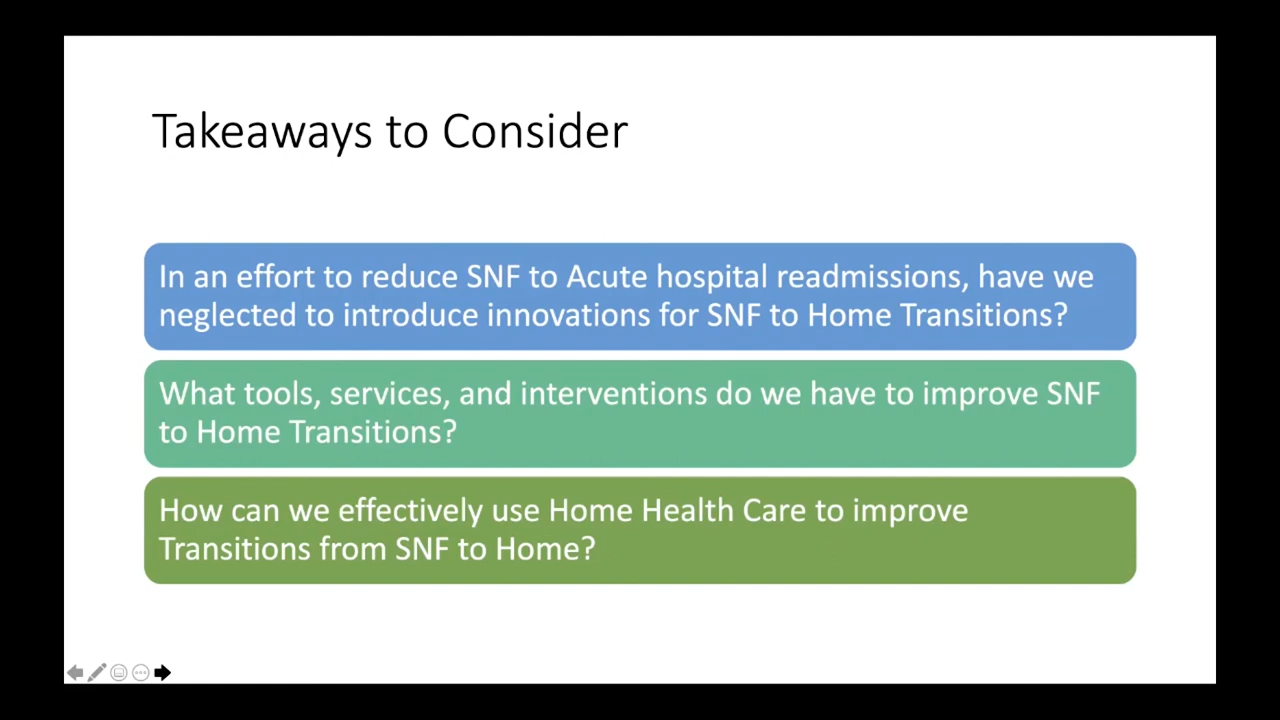 Takeaways to Consider
In an effort to reduce SNF to Acute hospital readmissions, have we
neglected to introduce innovations for SNF to Home Transitions?
What tools, services, and interventions do we have to improve SNF
to Home Transitions?
How can we effectively use Home Health Care to improve
Transitions from SNF to Home?